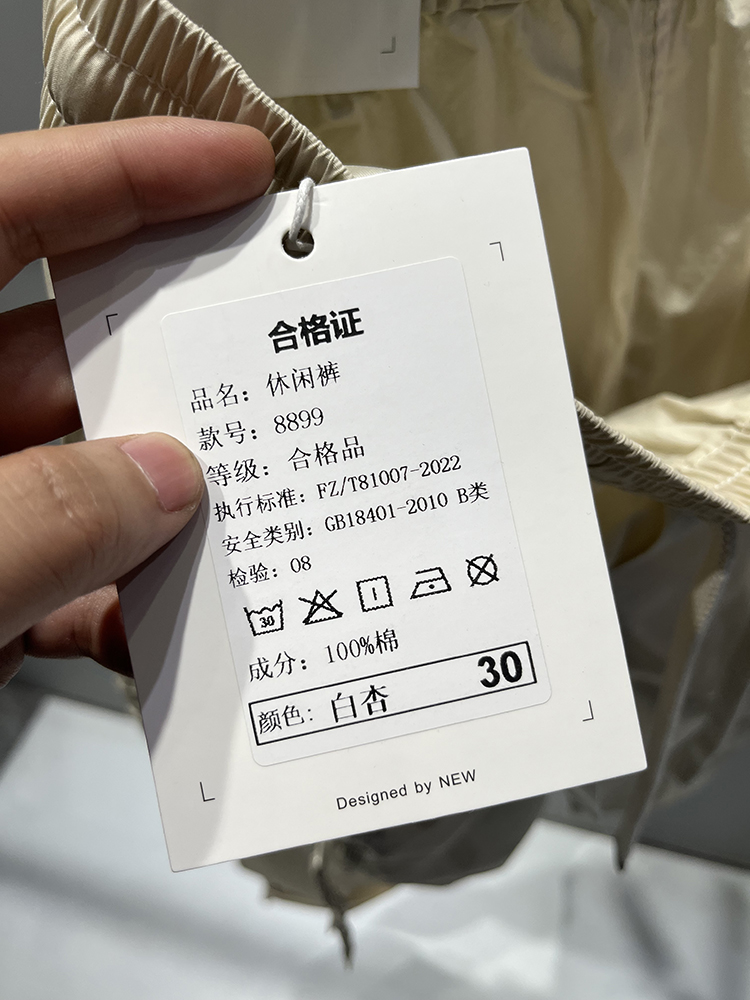 合格证
品名：休闲裤
款号：8899
等级：合格品
执行标准：FZ/T81007-2022
安全类别：GB18401-2010 B类
检验：08
30
成分：100%棉
颜色：白杏 30
Designed by NEW